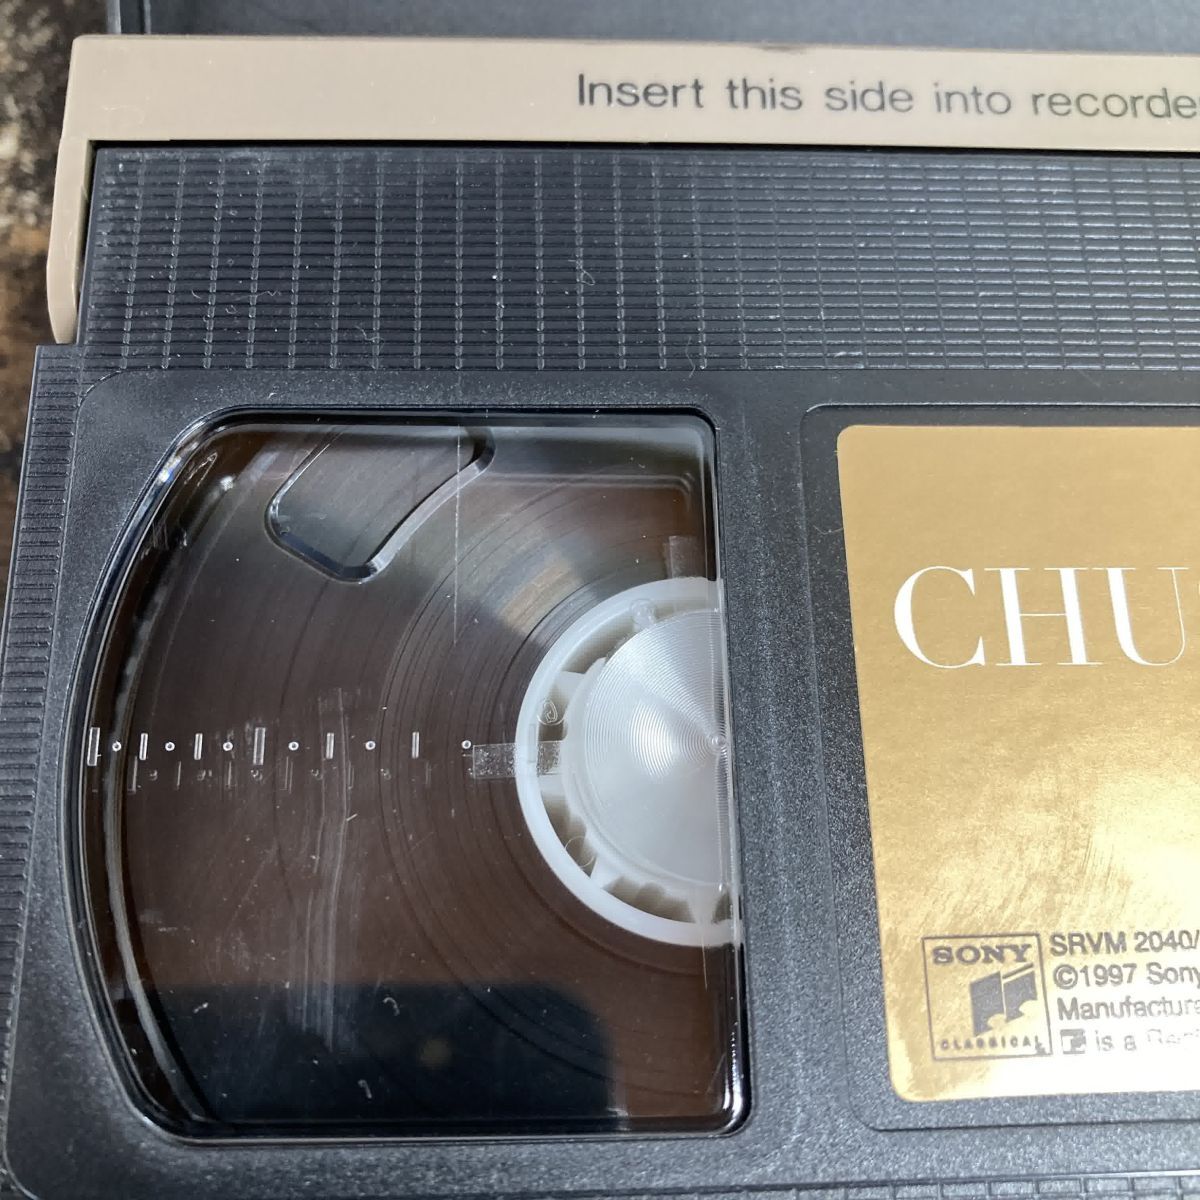 Insert this side into recorde
CHU
SONY
CLASSICAL
SRVM 2040/
©1997 Sony
Manufacture
is a